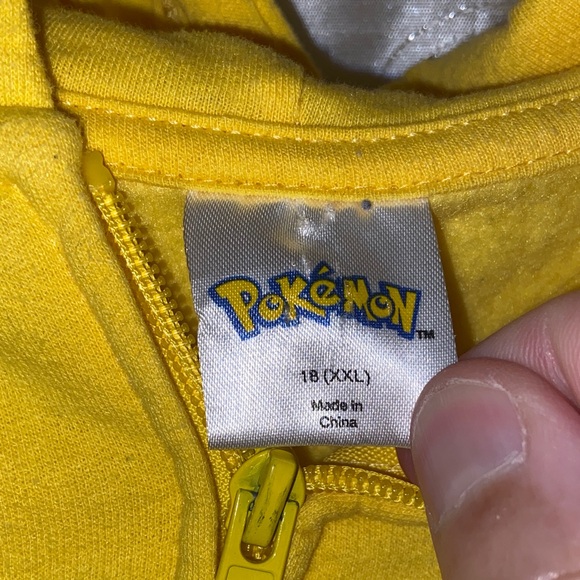 POKéMON™
18 (XXL)
Made in
China